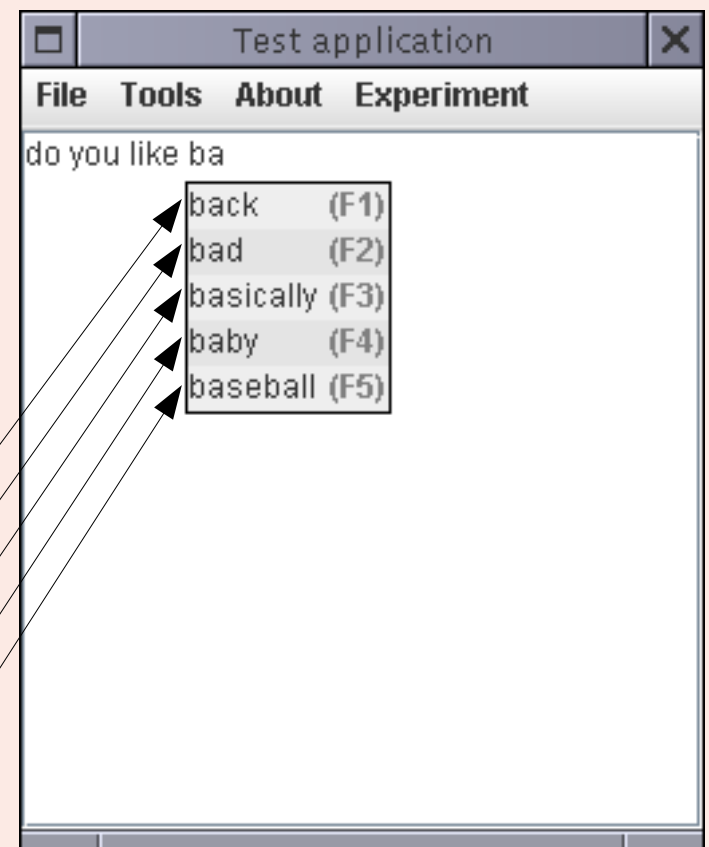 Test application
File Tools About Experiment
do you like ba
back (F1)
bad (F2)
basically (F3)
baby (F4)
baseball (F5)